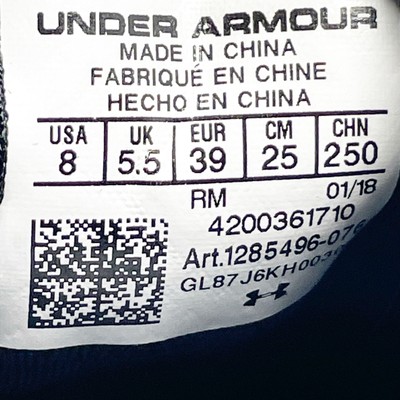 UNDER ARMOUR
MADE IN CHINA
FABRIQUÉ EN CHINE
HECHO EN CHINA
USA UK EUR CM CHN
8 5.5 39 25 250
RM 01/18
4200361710
Art.1285496-076